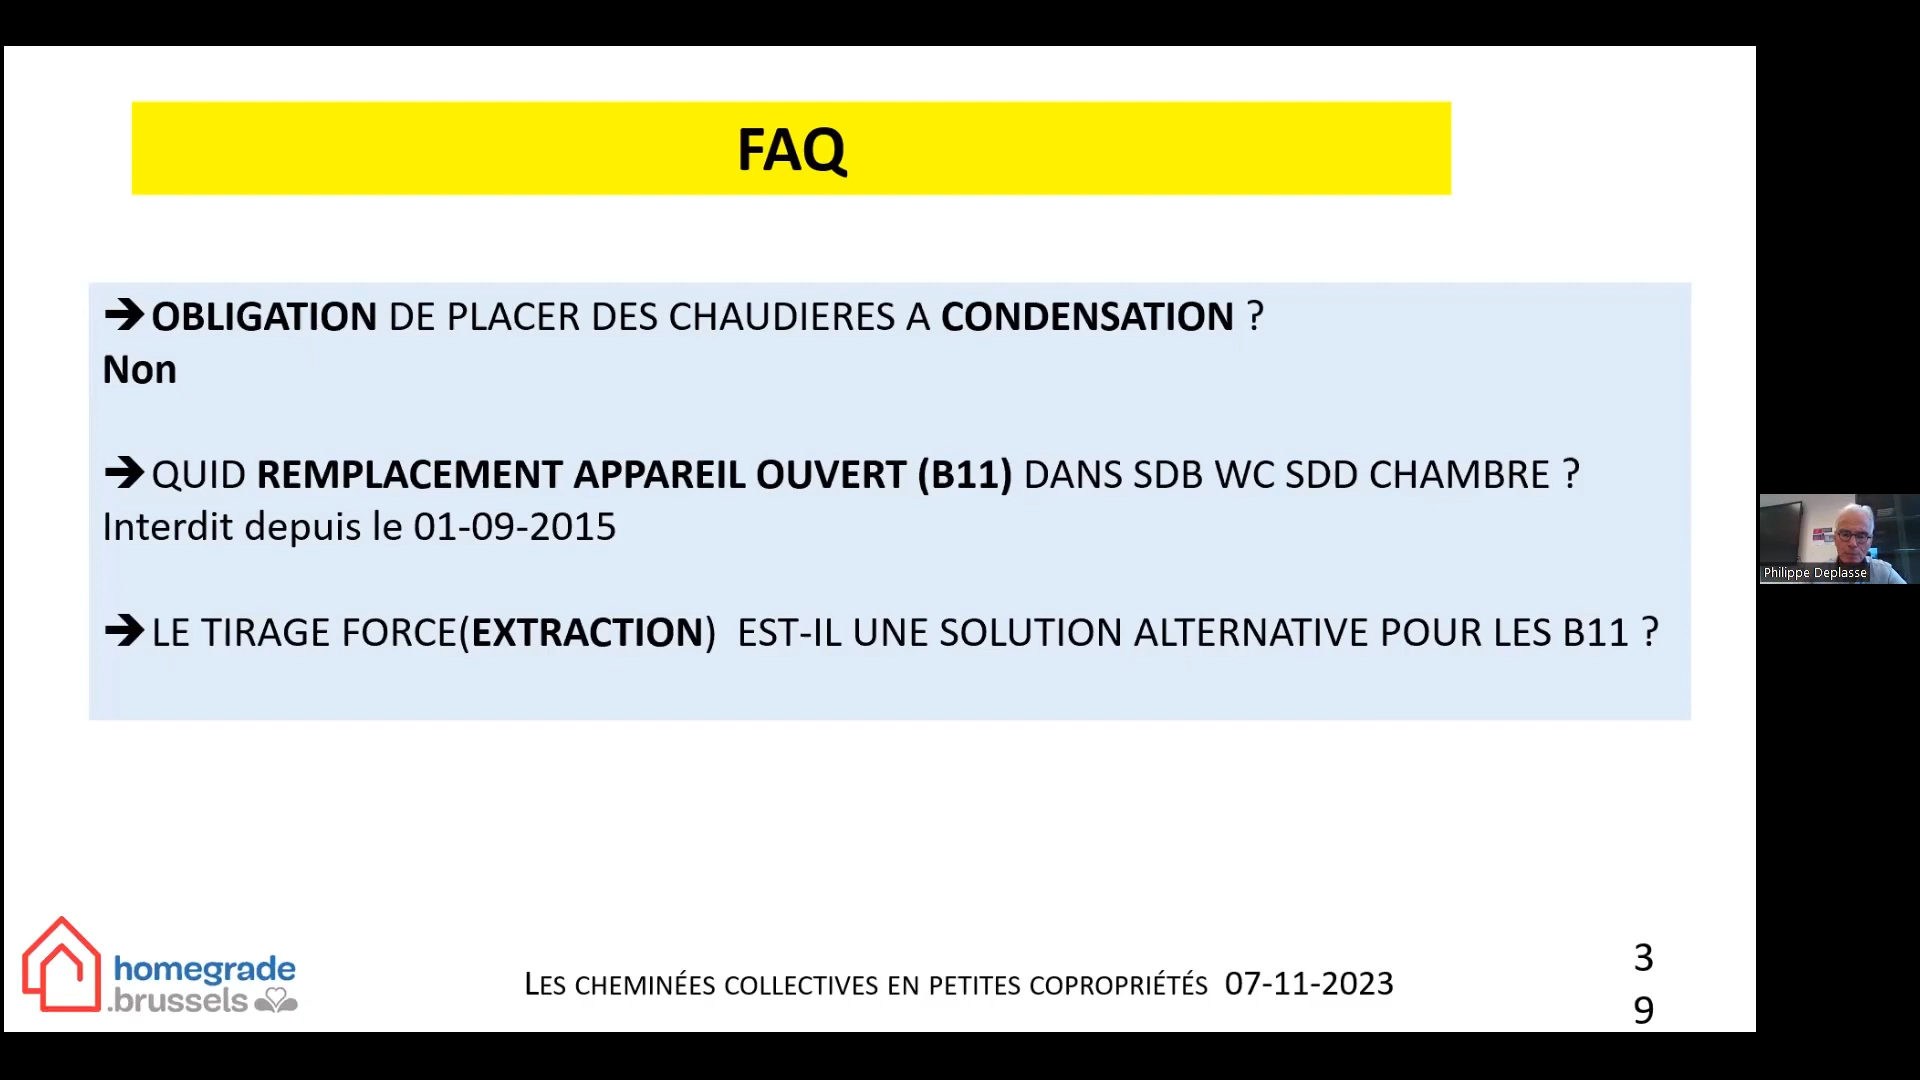 FAQ
➔ OBLIGATION DE PLACER DES CHAUDIERES A CONDENSATION ?
Non
➔ QUID REMPLACEMENT APPAREIL OUVERT (B11) DANS SDB WC SDD CHAMBRE ?
Interdit depuis le 01-09-2015
➔ LE TIRAGE FORCE(EXTRACTION) EST-IL UNE SOLUTION ALTERNATIVE POUR LES B11 ?
Philippe Deplasse
homegrade
.brussels
LES CHEMINÉES COLLECTIVES EN PETITES COPROPRIÉTÉS 07-11-2023
3
9